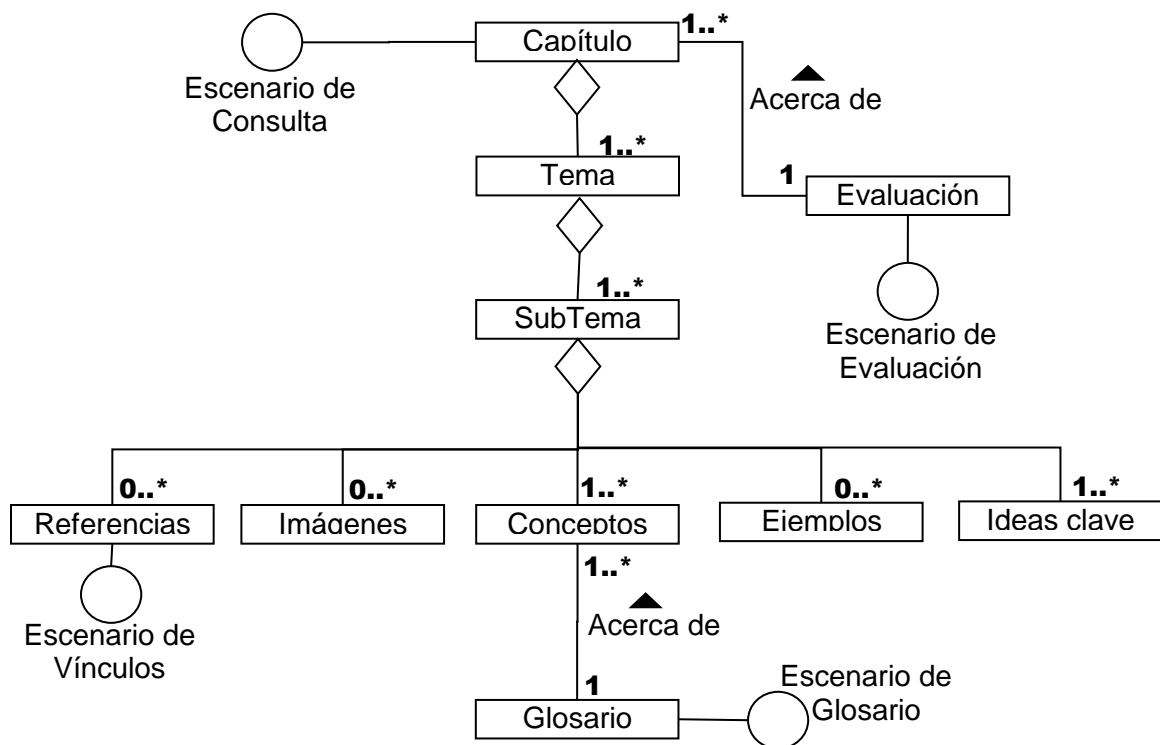 Capítulo
1..*
Escenario de
Consulta
Acerca de
1..*
Tema
1
Evaluación
1..*
SubTema
Escenario de
Evaluación
0..*
0..*
1..*
0..*
1..*
Referencias
Imágenes
Conceptos
Ejemplos
Ideas clave
1..*
Acerca de
Escenario de
Vínculos
1
Glosario
Escenario de
Glosario